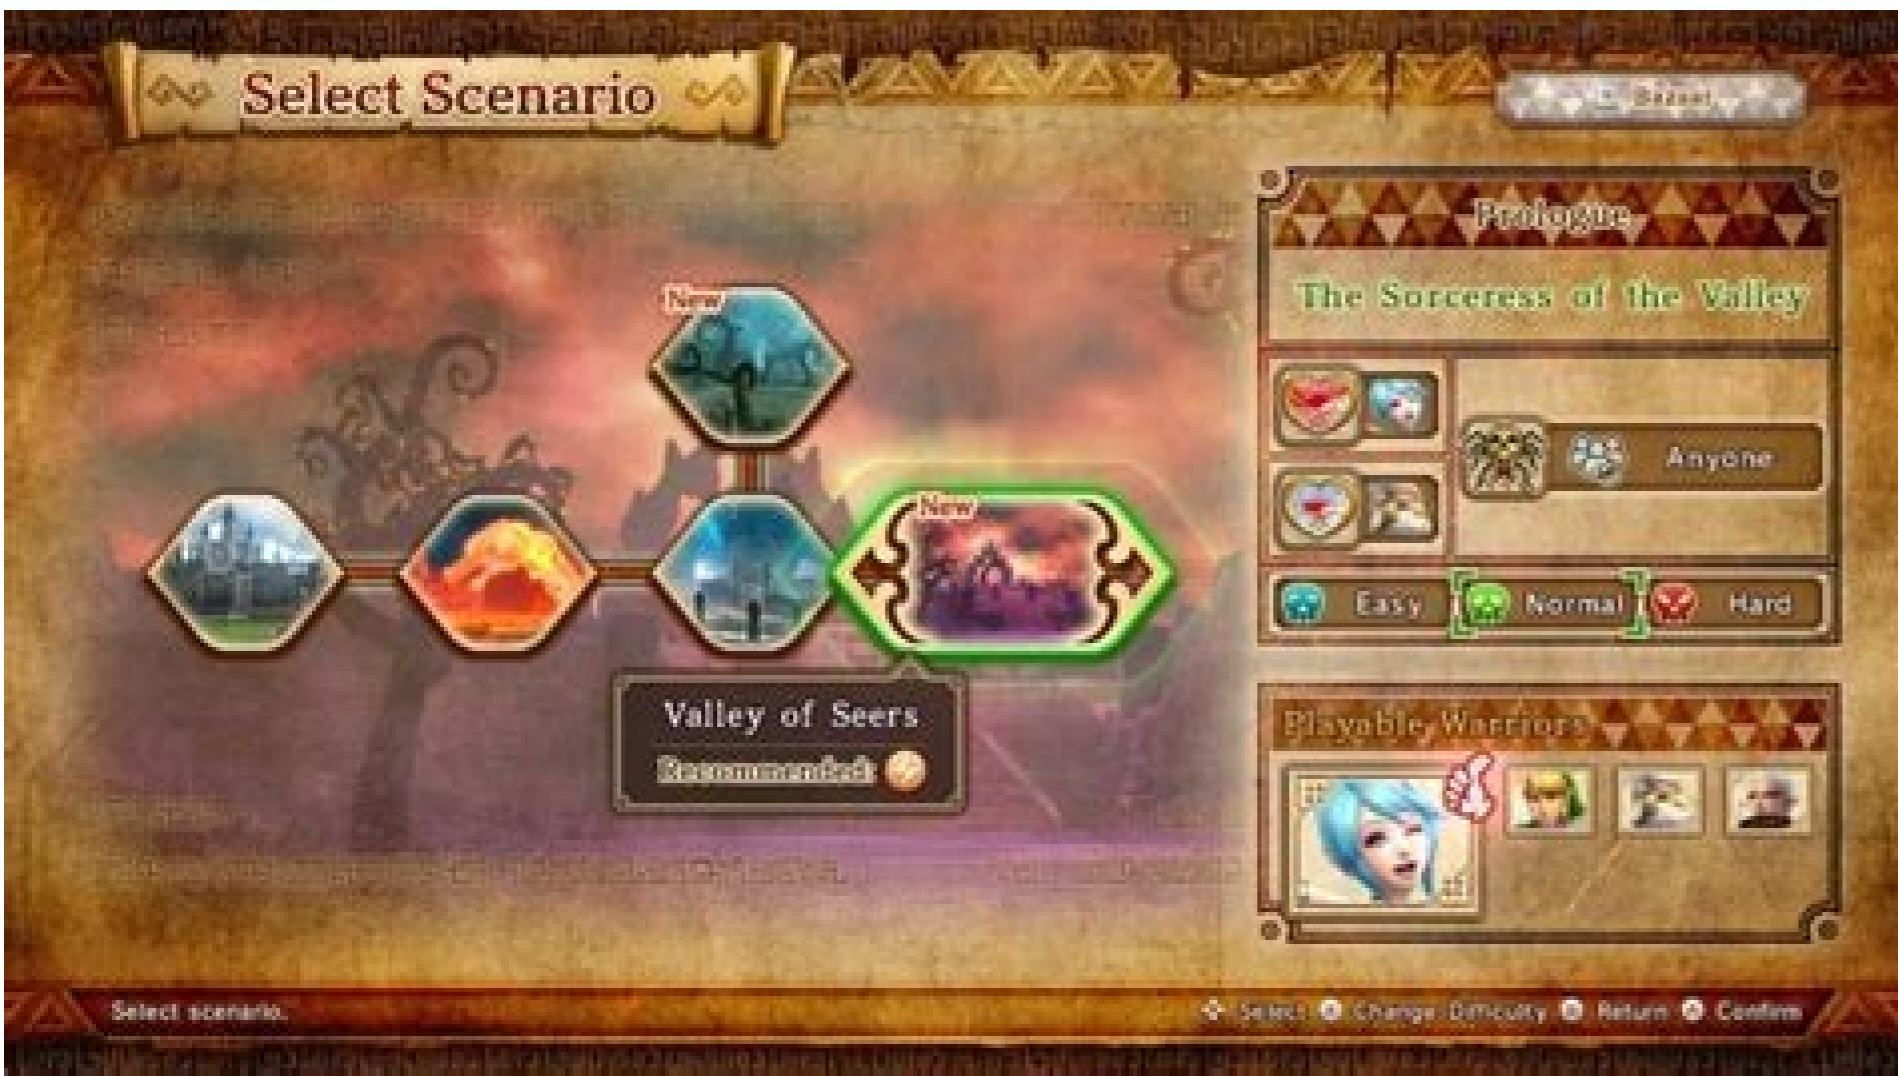 Select Scenario
Bazaar
Prologue
The Sorceress of the Valley
New
Anyone
New
Easy Normal Hard
Valley of Seers
Recommended:
Playable Warriors
Select scenario.
Select Change Difficulty Return Confirm